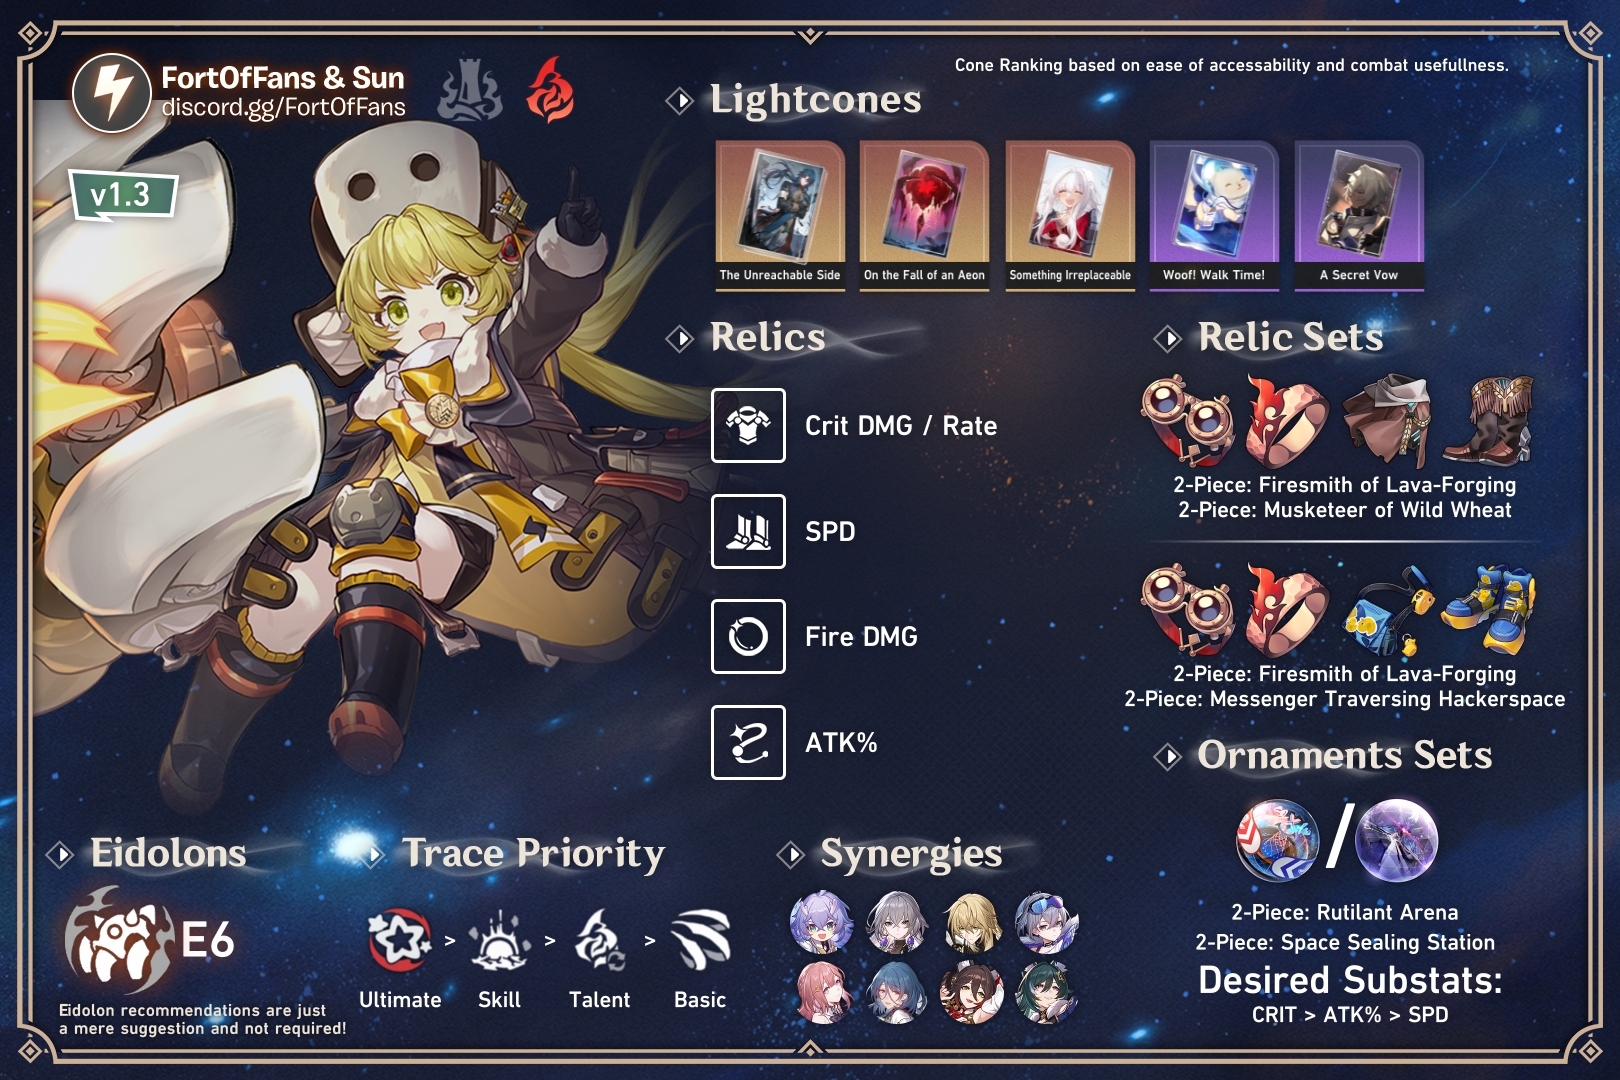 FortOfFans & Sun
discord.gg/FortOfFans
v1.3
Cone Ranking based on ease of accessability and combat usefullness.
Lightcones
The Unreachable Side
On the Fall of an Aeon
Something Irreplaceable
Woof! Walk Time!
A Secret Vow
Relics
Crit DMG / Rate
SPD
Fire DMG
ATK%
Relic Sets
2-Piece: Firesmith of Lava-Forging
2-Piece: Musketeer of Wild Wheat
2-Piece: Firesmith of Lava-Forging
2-Piece: Messenger Traversing Hackerspace
Ornaments Sets
/
2-Piece: Rutilant Arena
2-Piece: Space Sealing Station
Desired Substats:
CRIT > ATK% > SPD
Eidolons
E6
Eidolon recommendations are just
a mere suggestion and not required!
Trace Priority
> > >
Ultimate Skill Talent Basic
Synergies